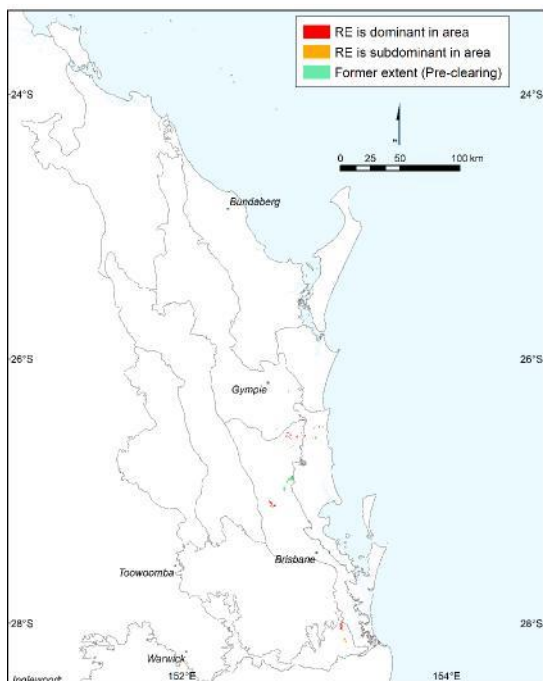 RE is dominant in area
RE is subdominant in area
Former extent (Pre-clearing)
24°S
24°S
0 25 50 100 km
Bundaberg
26°S
26°S
Gympie
Brisbane
Toowoomba
28°S
28°S
Warwick
152°E
154°E